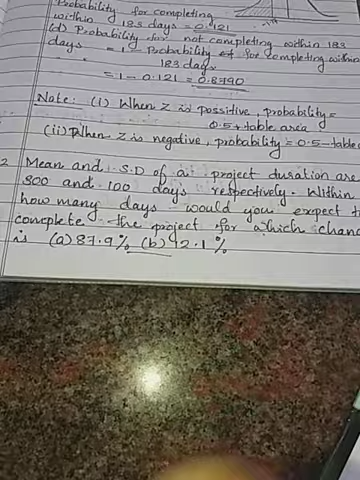 Probability for completing
within 183 days = 0.121
(d) Probability for not completing within 183
days = 1 - Probability of for completing within
183 days
= 1 - 0.121 = 0.8790
Note: (i) When Z is possitive, probability =
0.5 + table area
(ii) When Z is negative, probability = 0.5 - table
2 Mean and S.D of a project duration are
800 and 100 days respectively. Within
how many days would you expect to
complete the project for which chanc
is (a) 87.9% (b) 12.1%